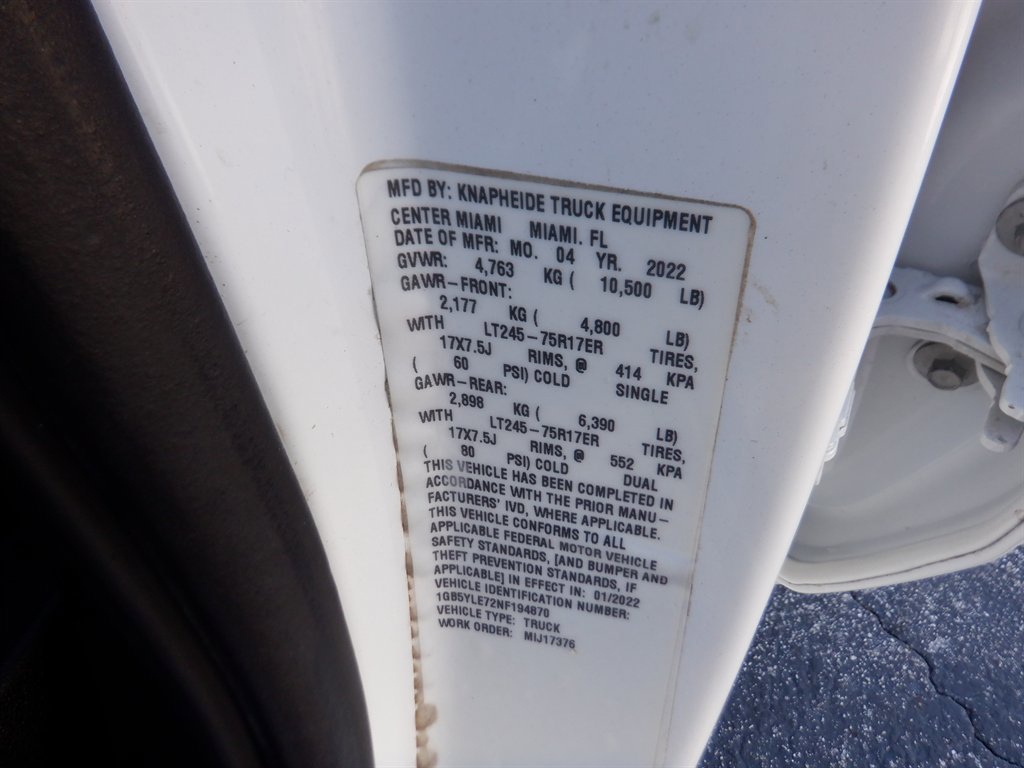 MFD BY: KNAPHEIDE TRUCK EQUIPMENT
CENTER MIAMI MIAMI. FL
DATE OF MFR: MO. 04 YR. 2022
GVWR: 4,763 KG ( 10,500 LB)
GAWR-FRONT:
2,177 KG ( 4,800 LB)
WITH LT245-75R17ER TIRES,
17X7.5J RIMS, @ 414 KPA
( 60 PSI) COLD SINGLE
GAWR-REAR:
2,898 KG ( 6,390 LB)
WITH LT245-75R17ER TIRES,
17X7.5J RIMS, @ 552 KPA
( 80 PSI) COLD DUAL
THIS VEHICLE HAS BEEN COMPLETED IN
ACCORDANCE WITH THE PRIOR MANU-
FACTURERS' IVD, WHERE APPLICABLE.
THIS VEHICLE CONFORMS TO ALL
APPLICABLE FEDERAL MOTOR VEHICLE
SAFETY STANDARDS, [AND BUMPER AND
THEFT PREVENTION STANDARDS, IF
APPLICABLE] IN EFFECT IN: 01/2022
VEHICLE IDENTIFICATION NUMBER:
1GB5YLE72NF194870
VEHICLE TYPE: TRUCK
WORK ORDER: MIJ17376